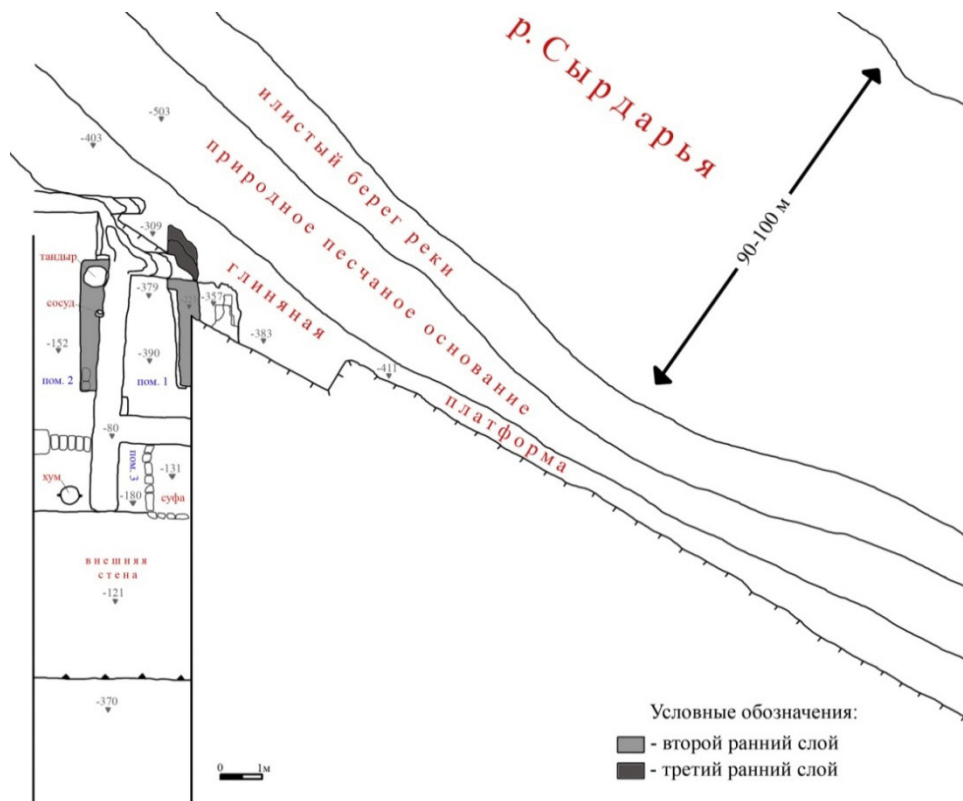 р. Сырдарья
илистый берег реки
90-100 м
-503
-403
природное песчаное основание
-309
глиняная
тандыр
-379
-357
сосуд
-383
-152
-390
-411
пом. 2
пом. 1
платформа
-80
пом. 3
-131
хум
-180
суфа
внешняя
стена
-121
-370
Условные обозначения:
- второй ранний слой
- третий ранний слой
0 1м